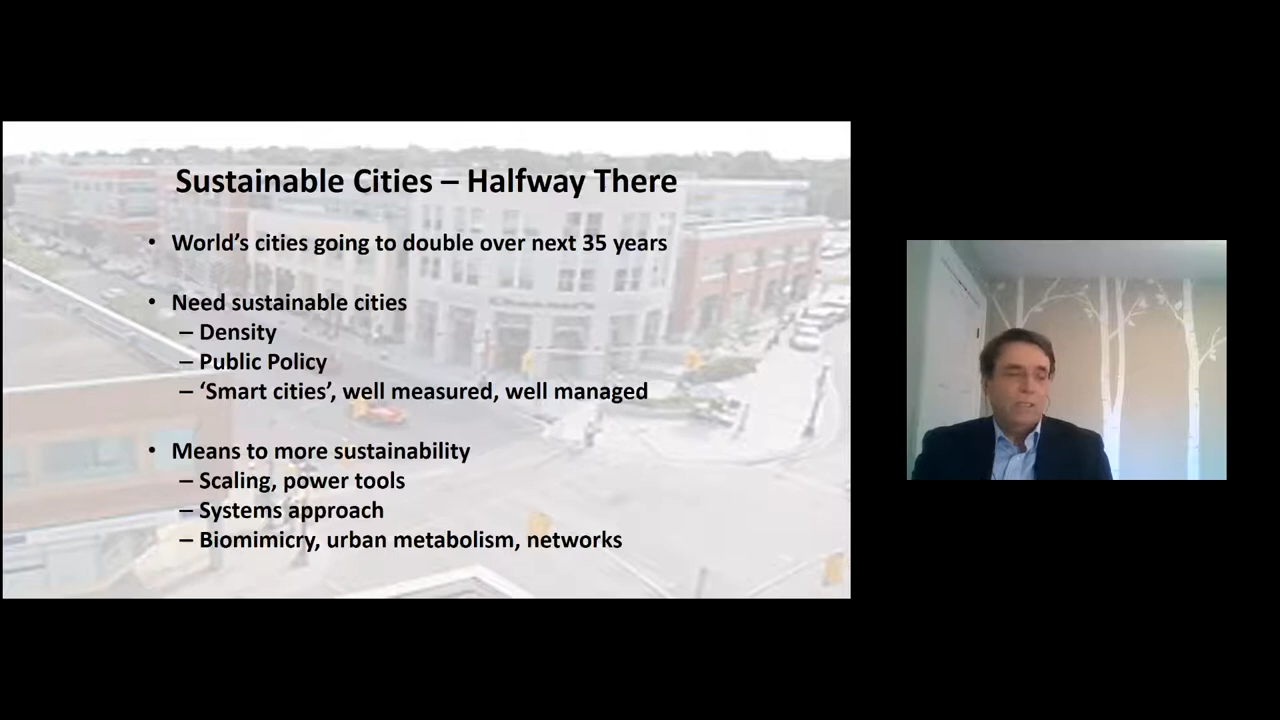 Sustainable Cities – Halfway There
• World’s cities going to double over next 35 years
• Need sustainable cities
– Density
– Public Policy
– ‘Smart cities’, well measured, well managed
• Means to more sustainability
– Scaling, power tools
– Systems approach
– Biomimicry, urban metabolism, networks